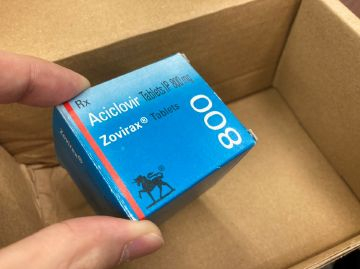 Rx
Aciclovir Tablets IP 800 mg
Zovirax® Tablets
800